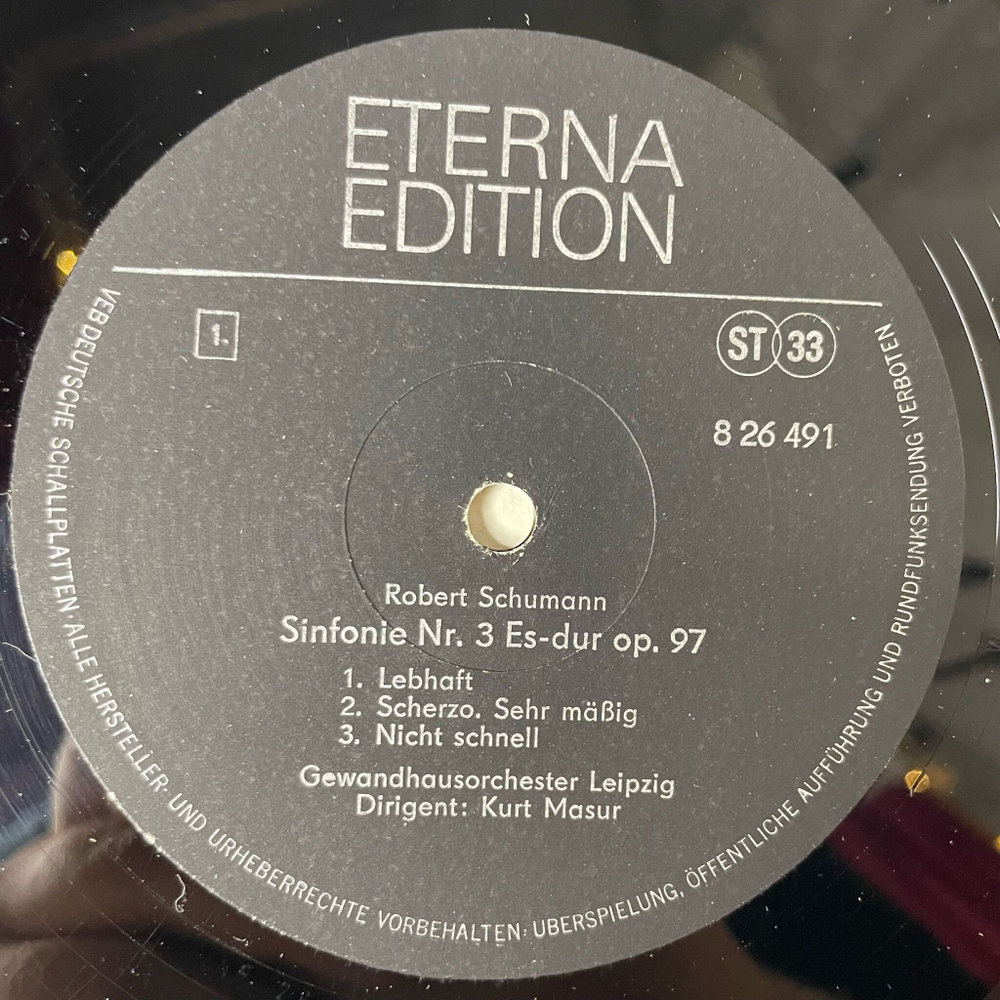 ETERNA
EDITION
1.
ST 33
8 26 491
Robert Schumann
Sinfonie Nr. 3 Es-dur op. 97
1. Lebhaft
2. Scherzo. Sehr mäßig
3. Nicht schnell
Gewandhausorchester Leipzig
Dirigent: Kurt Masur
VEB DEUTSCHE SCHALLPLATTEN · ALLE HERSTELLER- UND URHEBERRECHTE VORBEHALTEN: UBERSPIELUNG, ÖFFENTLICHE AUFFÜHRUNG UND RUNDFUNKSENDUNG VERBOTEN